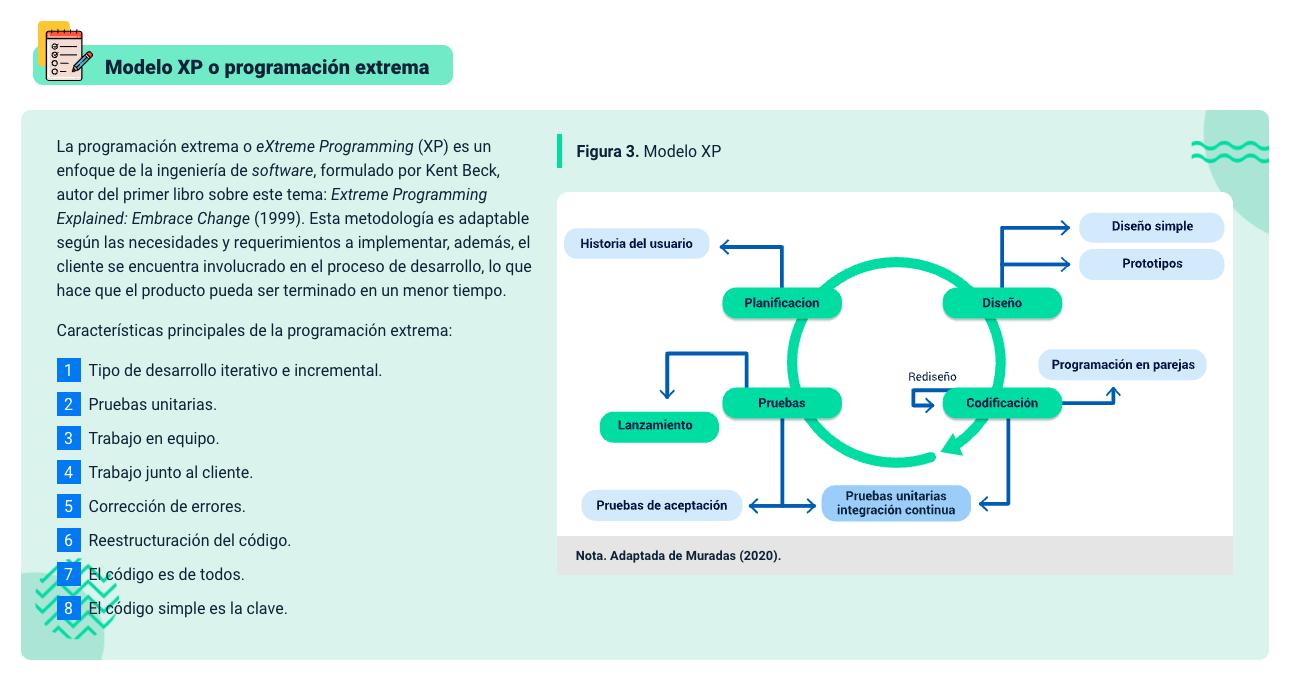 Modelo XP o programación extrema
La programación extrema o eXtreme Programming (XP) es un
enfoque de la ingeniería de software, formulado por Kent Beck,
autor del primer libro sobre este tema: Extreme Programming
Explained: Embrace Change (1999). Esta metodología es adaptable
según las necesidades y requerimientos a implementar, además, el
cliente se encuentra involucrado en el proceso de desarrollo, lo que
hace que el producto pueda ser terminado en un menor tiempo.
Características principales de la programación extrema:
1 Tipo de desarrollo iterativo e incremental.
2 Pruebas unitarias.
3 Trabajo en equipo.
4 Trabajo junto al cliente.
5 Corrección de errores.
6 Reestructuración del código.
7 El código es de todos.
8 El código simple es la clave.
Figura 3. Modelo XP
Historia del usuario
Diseño simple
Prototipos
Planificacion
Diseño
Programación en parejas
Rediseño
Pruebas
Codificación
Lanzamiento
Pruebas de aceptación
Pruebas unitarias
integración continua
Nota. Adaptada de Muradas (2020).